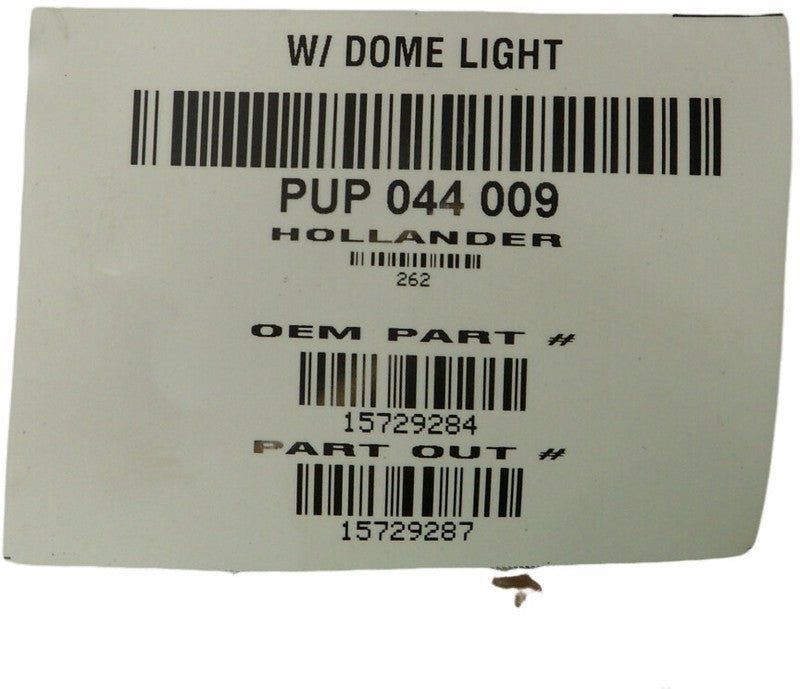 W/ DOME LIGHT
PUP 044 009
HOLLANDER
262
OEM PART #
15729284
PART OUT #
15729287